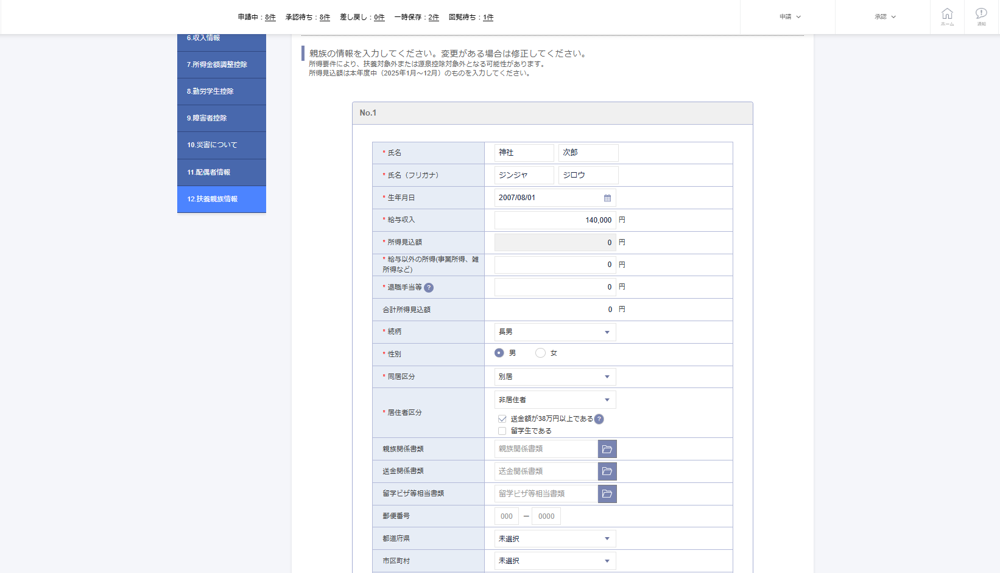 申請中：8件 承認待ち：8件 差し戻し：0件 一時保存：2件 回覧待ち：1件
申請
承認
ホーム
通知
6.収入情報
7.所得金額調整控除
8.勤労学生控除
9.障害者控除
10.災害について
11.配偶者情報
12.扶養親族情報
親族の情報を入力してください。変更がある場合は修正してください。
所得要件により、扶養対象外または源泉控除対象外となる可能性があります。
所得見込額は本年度中（2025年1月～12月）のものを入力してください。
No.1
* 氏名 神社 次郎
* 氏名（フリガナ） ジンジャ ジロウ
* 生年月日 2007/08/01
* 給与収入 140,000 円
* 所得見込額 0 円
* 給与以外の所得(事業所得、雑
所得など) 0 円
* 退職手当等 ? 0 円
合計所得見込額 0 円
* 続柄 長男
* 性別 男 女
* 同居区分 別居
* 居住者区分 非居住者
送金額が38万円以上である ?
留学生である
親族関係書類 親族関係書類
送金関係書類 送金関係書類
留学ビザ等相当書類 留学ビザ等相当書類
郵便番号 000 ー 0000
都道府県 未選択
市区町村 未選択